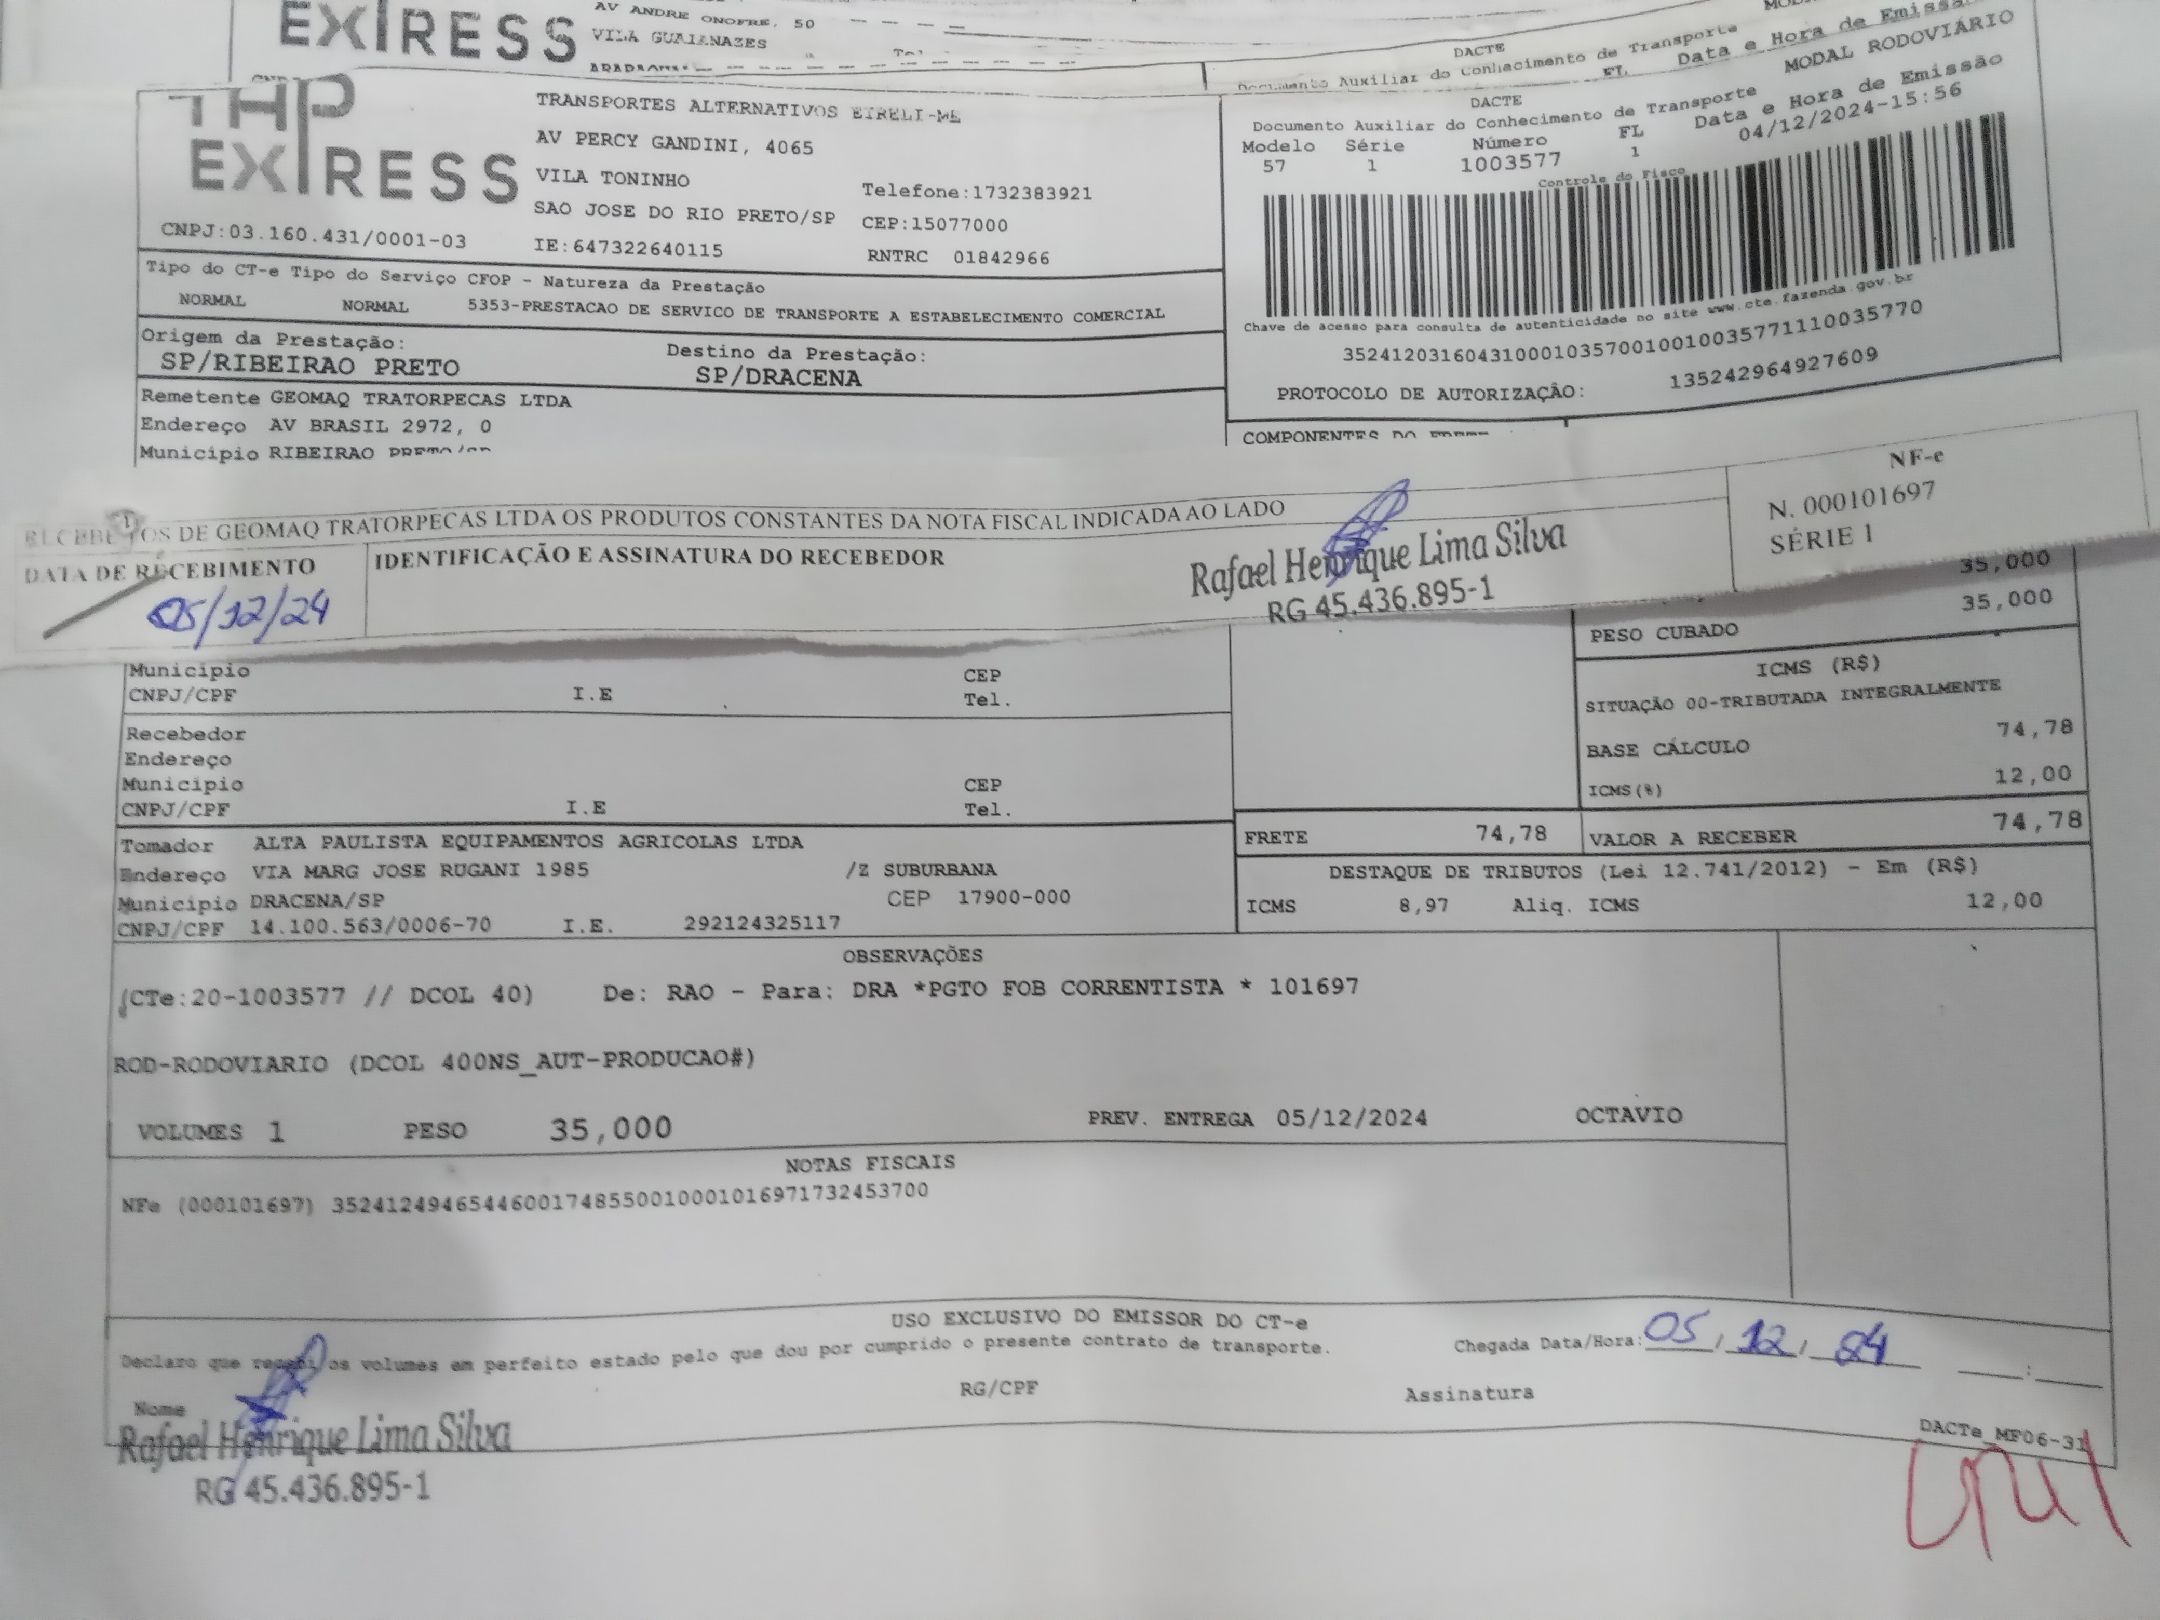 EXPRESS
AV ANDRE ONOFRE, 50
VILA GUAIANAZES
DACTE
Documento Auxiliar do Conhecimento de Transporte
FL Data e Hora de Emissão
MODAL RODOVIÁRIO
TAP
EXPRESS
CNPJ:03.160.431/0001-03
TRANSPORTES ALTERNATIVOS EIRELI-ME
AV PERCY GANDINI, 4065
VILA TONINHO
Telefone:1732383921
SAO JOSE DO RIO PRETO/SP CEP:15077000
IE:647322640115 RNTRC 01842966
DACTE
Documento Auxiliar do Conhecimento de Transporte
Modelo Série Número FL Data e Hora de Emissão
57 1 1003577 1 04/12/2024-15:56
Controle do Fisco
Chave de acesso para consulta de autenticidade no site www.cte.fazenda.gov.br
35241203160431000103570010010035771110035770
PROTOCOLO DE AUTORIZAÇÃO: 135242964927609
Tipo do CT-e Tipo do Serviço CFOP - Natureza da Prestação
NORMAL NORMAL 5353-PRESTACAO DE SERVICO DE TRANSPORTE A ESTABELECIMENTO COMERCIAL
Origem da Prestação: Destino da Prestação:
SP/RIBEIRAO PRETO SP/DRACENA
Remetente GEOMAQ TRATORPECAS LTDA
Endereço AV BRASIL 2972, 0
Município RIBEIRAO PRETO/SP
COMPONENTES DO FRETE
RECEBEMOS DE GEOMAQ TRATORPECAS LTDA OS PRODUTOS CONSTANTES DA NOTA FISCAL INDICADA AO LADO
DATA DE RECEBIMENTO IDENTIFICAÇÃO E ASSINATURA DO RECEBEDOR
05/12/24
Rafael Henrique Lima Silva
RG 45.436.895-1
NF-e
N. 000101697
SÉRIE 1
35,000
PESO CUBADO 35,000
Município CEP
CNPJ/CPF I.E Tel.
Recebedor
Endereço
Município CEP
CNPJ/CPF I.E Tel.
ICMS (R$)
SITUAÇÃO 00-TRIBUTADA INTEGRALMENTE
BASE CÁLCULO 74,78
ICMS(%) 12,00
FRETE 74,78 VALOR A RECEBER 74,78
Tomador ALTA PAULISTA EQUIPAMENTOS AGRICOLAS LTDA
Endereço VIA MARG JOSE RUGANI 1985 /Z SUBURBANA
Município DRACENA/SP CEP 17900-000
CNPJ/CPF 14.100.563/0006-70 I.E. 292124325117
DESTAQUE DE TRIBUTOS (Lei 12.741/2012) - Em (R$)
ICMS 8,97 Aliq. ICMS 12,00
OBSERVAÇÕES
(CTe:20-1003577 // DCOL 40) De: RAO - Para: DRA *PGTO FOB CORRENTISTA * 101697
ROD-RODOVIARIO (DCOL 400NS_AUT-PRODUCAO#)
VOLUMES 1 PESO 35,000 PREV. ENTREGA 05/12/2024 OCTAVIO
NOTAS FISCAIS
NFe (000101697) 35241249465446001748550010001016971732453700
USO EXCLUSIVO DO EMISSOR DO CT-e
Declaro que recebi os volumes em perfeito estado pelo que dou por cumprido o presente contrato de transporte.
Chegada Data/Hora: 05/12/24 __:__
Nome RG/CPF Assinatura
Rafael Henrique Lima Silva
RG 45.436.895-1
DACTe_MF06-31